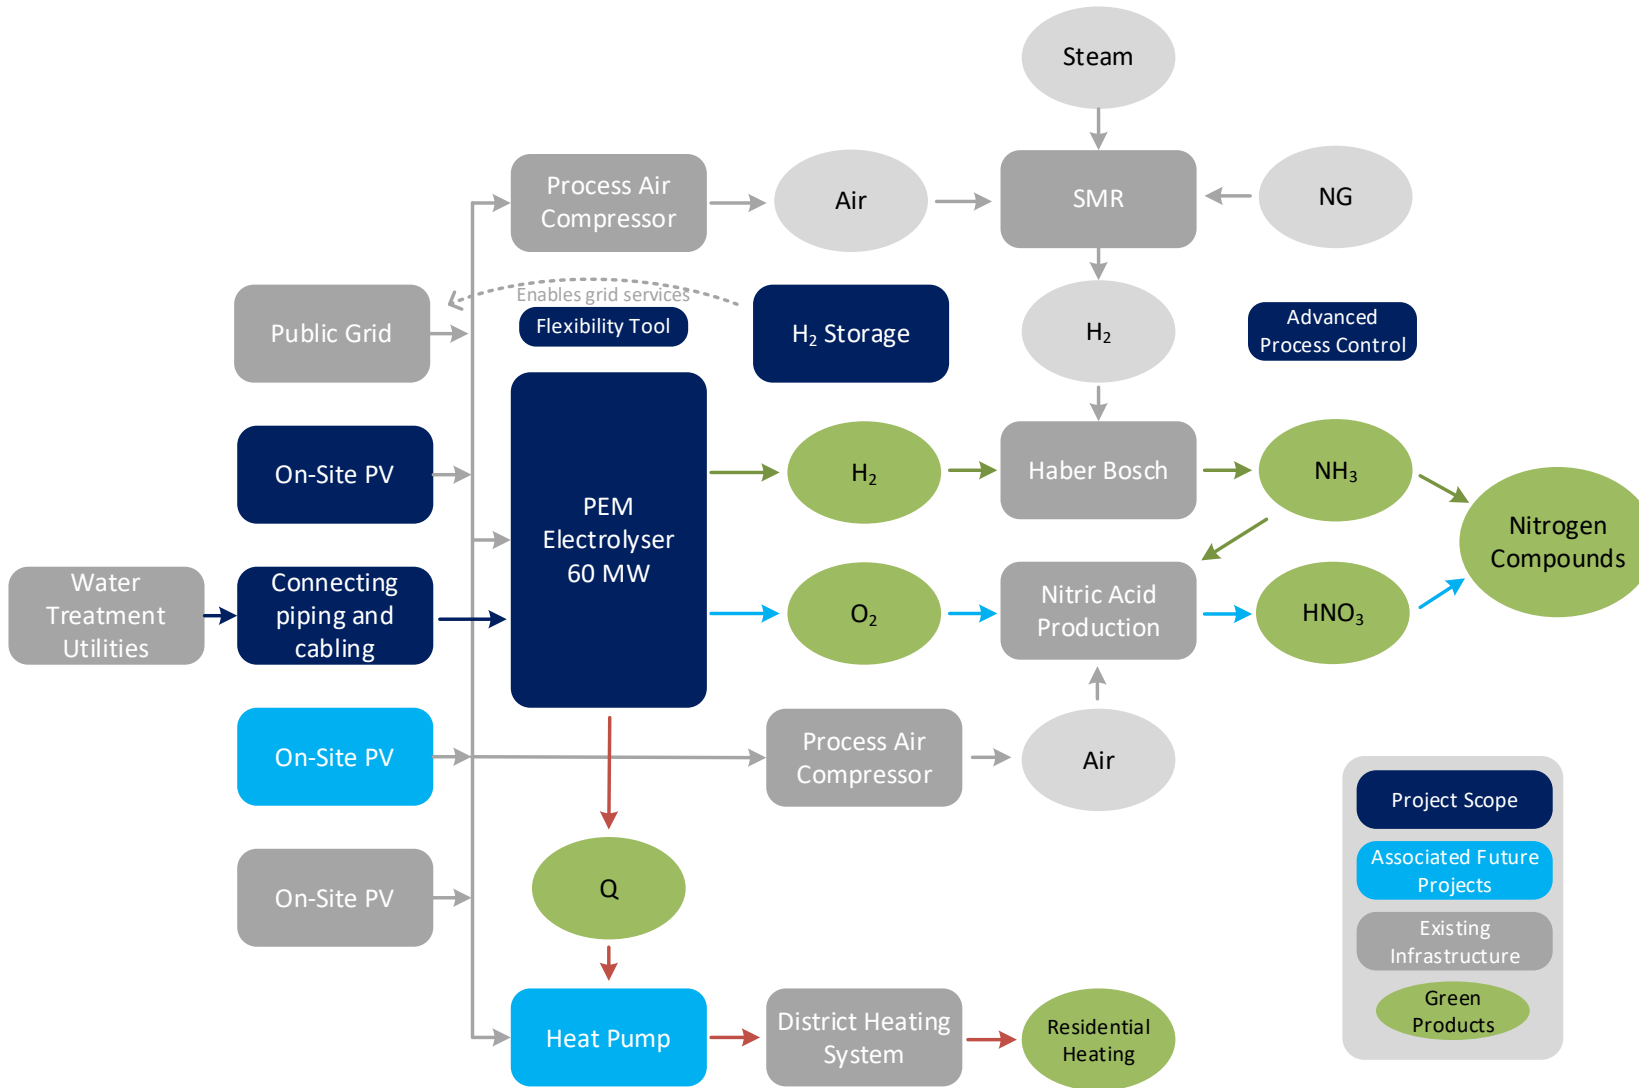 Steam
Process Air
Compressor
Air
SMR
NG
Enables grid services
Public Grid
Flexibility Tool
H₂ Storage
H₂
Advanced
Process Control
On-Site PV
PEM
Electrolyser
60 MW
H₂
Haber Bosch
NH₃
Nitrogen
Compounds
Water
Treatment
Utilities
Connecting
piping and
cabling
O₂
Nitric Acid
Production
HNO₃
On-Site PV
Process Air
Compressor
Air
On-Site PV
Q
Heat Pump
District Heating
System
Residential
Heating
Project Scope
Associated Future
Projects
Existing
Infrastructure
Green
Products